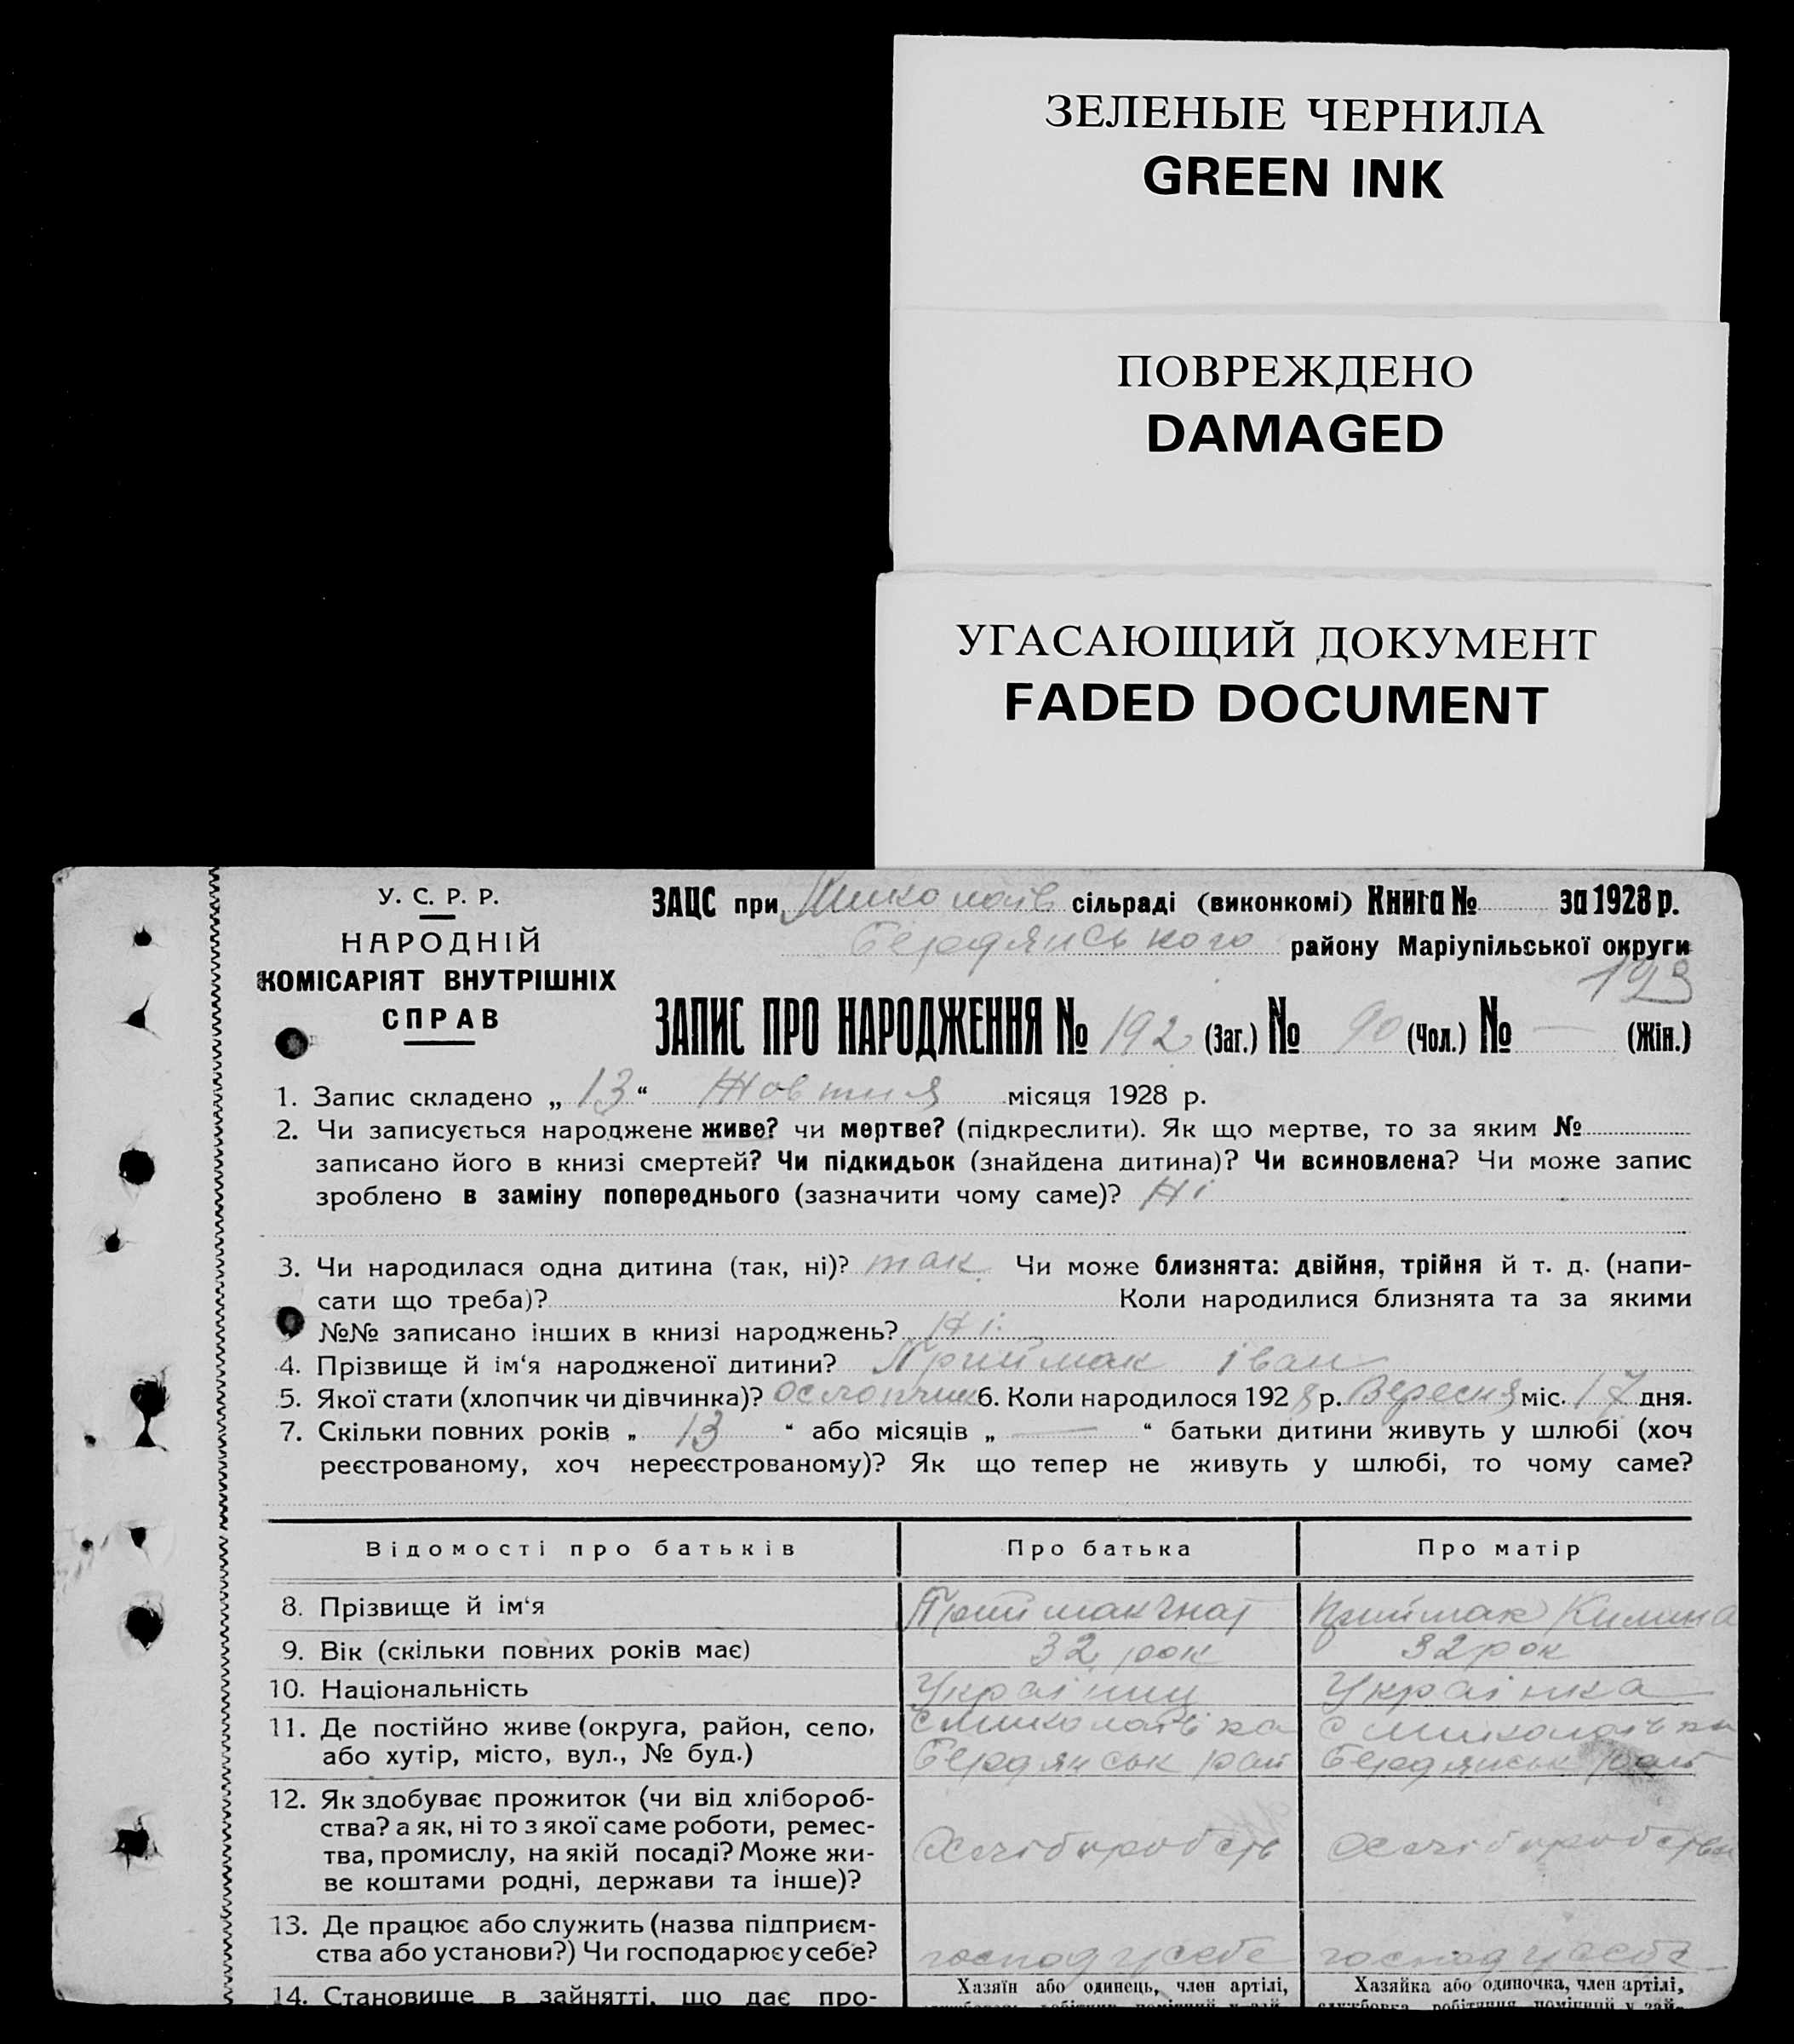 ЗЕЛЕНЫЕ ЧЕРНИЛА
GREEN INK
ПОВРЕЖДЕНО
DAMAGED
УГАСАЮЩИЙ ДОКУМЕНТ
FADED DOCUMENT
У. С. Р. Р.
НАРОДНІЙ
КОМІСАРІЯТ ВНУТРІШНІХ
СПРАВ
ЗАЦС при Миколаїв сільраді (виконкомі) Книга № за 1928 р.
Бердянського району Маріупільської округи
193
ЗАПИС ПРО НАРОДЖЕННЯ № 192 (Заг.) № 90 (Чол.) № — (Жін.)
1. Запис складено „ 13 “ Жовтня місяця 1928 р.
2. Чи записується народжене живе? чи мертве? (підкреслити). Як що мертве, то за яким №
записано його в книзі смертей? Чи підкидьок (знайдена дитина)? Чи всиновлена? Чи може запис
зроблено в заміну попереднього (зазначити чому саме)? Ні
3. Чи народилася одна дитина (так, ні)? так Чи може близнята: двійня, трійня й т. д. (напи-
сати що треба)? Коли народилися близнята та за якими
№№ записано інших в книзі народжень? Ні
4. Прізвище й ім‘я народженої дитини? Приймак Іван
5. Якої стати (хлопчик чи дівчинка)? хлопчик 6. Коли народилося 1928 р. Вересня міс. 17 дня.
7. Скільки повних років „ 13 “ або місяців „ — “ батьки дитини живуть у шлюбі (хоч
реєстрованому, хоч нереєстрованому)? Як що тепер не живуть у шлюбі, то чому саме?
Відомості про батьків Про батька Про матір
8. Прізвище й ім‘я Приймак Гнат Приймак Килина
9. Вік (скільки повних років має) 32 рок 32 рок
10. Національність Українець Українка
11. Де постійно живе (округа, район, село, с Миколаївка с Миколаївка
або хутір, місто, вул., № буд.) Бердянськ рай Бердянськ рай
12. Як здобуває прожиток (чи від хлібороб-
ства? а як, ні то з якої саме роботи, ремес-
тва, промислу, на якій посаді? Може жи- Хліборобств Хліборобства
ве коштами родні, держави та інше)?
13. Де працює або служить (назва підприєм-
ства або установи?) Чи господарює у себе? господ у себе господ у себе
14. Становище в зайнятті, що дає про- Хазяїн або одинець, член артілі, Хазяйка або одиночка, член артілі,